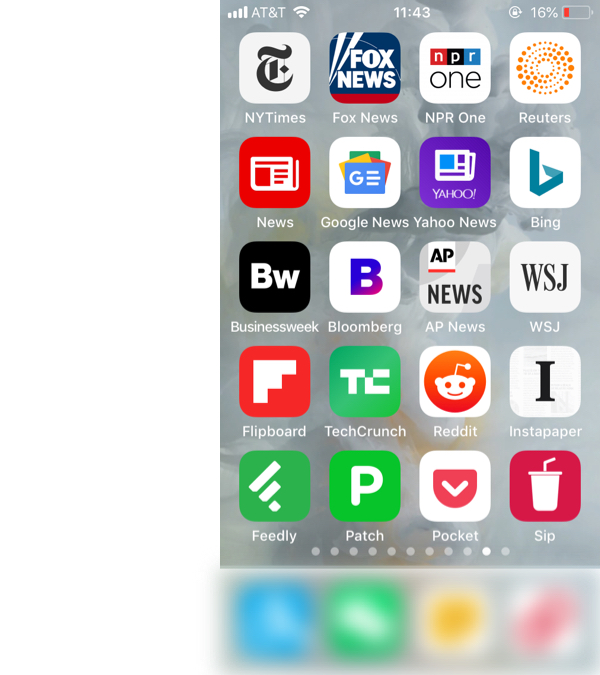 AT&T 11:43 16%
FOX NEWS npr one
NYTimes Fox News NPR One Reuters
GE YAHOO!
News Google News Yahoo News Bing
Bw B AP NEWS WSJ
Businessweek Bloomberg AP News WSJ
TC I
Flipboard TechCrunch Reddit Instapaper
P
Feedly Patch Pocket Sip